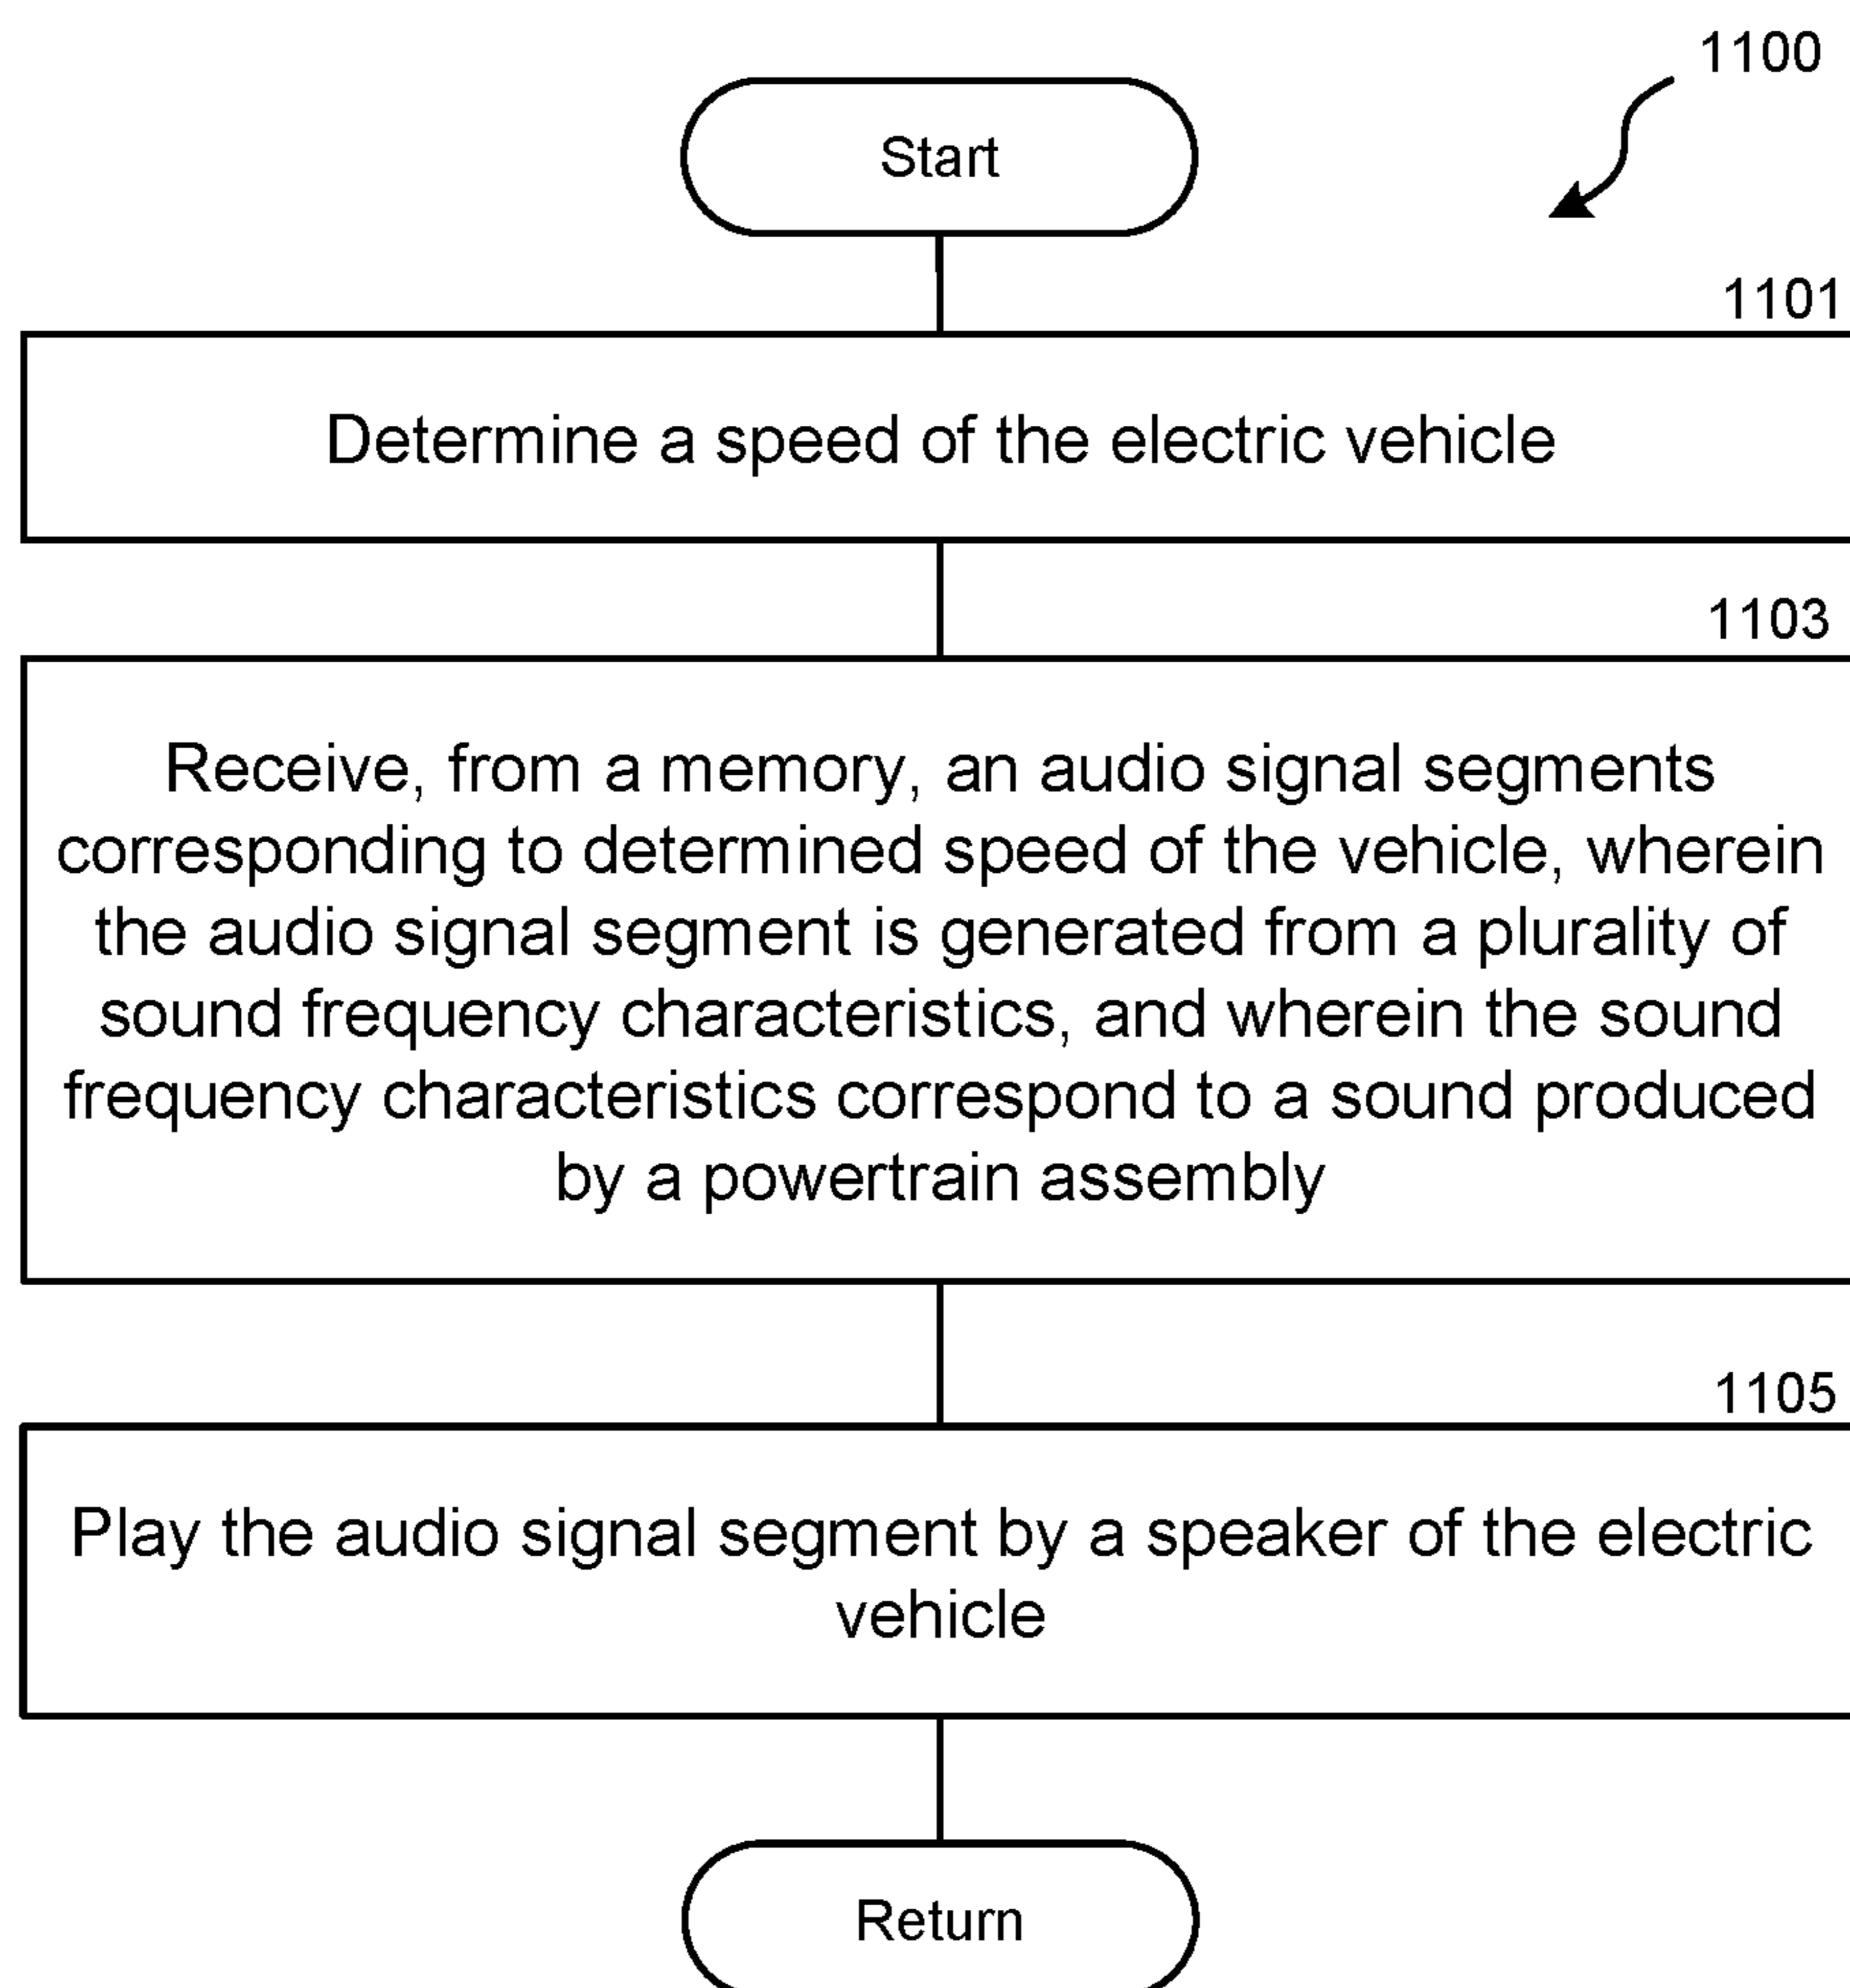 1100
Start
1101
Determine a speed of the electric vehicle
1103
Receive, from a memory, an audio signal segments
corresponding to determined speed of the vehicle, wherein
the audio signal segment is generated from a plurality of
sound frequency characteristics, and wherein the sound
frequency characteristics correspond to a sound produced
by a powertrain assembly
1105
Play the audio signal segment by a speaker of the electric
vehicle
Return